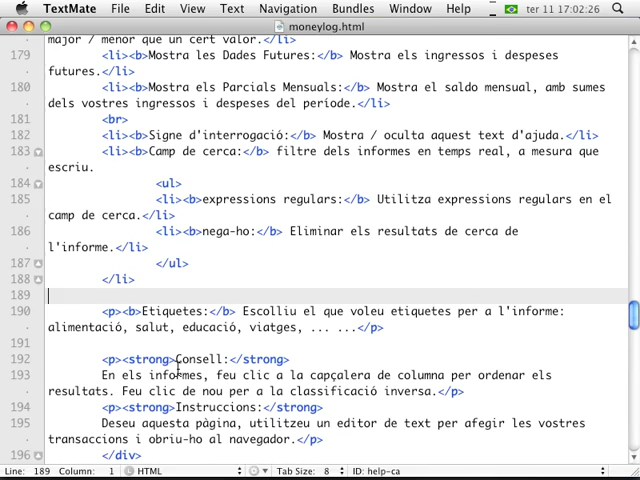 TextMate File Edit View Text Navigation Bundles ter 11 17:02:26
moneylog.html
major / menor que un cert valor.</li>
179 <li><b>Mostra les Dades Futures:</b> Mostra els ingressos i despeses
futures.</li>
180 <li><b>Mostra els Parcials Mensuals:</b> Mostra el saldo mensual, amb sumes
dels vostres ingressos i despeses del període.</li>
181 <br>
182 <li><b>Signe d'interrogació:</b> Mostra / oculta aquest text d'ajuda.</li>
183 <li><b>Camp de cerca:</b> filtre dels informes en temps real, a mesura que
escriu.
184 <ul>
185 <li><b>expressions regulars:</b> Utilitza expressions regulars en el
camp de cerca.</li>
186 <li><b>nega-ho:</b> Eliminar els resultats de cerca de
l'informe.</li>
187 </ul>
188 </li>
189
190 <p><b>Etiquetes:</b> Escolliu el que voleu etiquetes per a l'informe:
alimentació, salut, educació, viatges, ... ...</p>
191
192 <p><strong>Consell:</strong>
193 En els informes, feu clic a la capçalera de columna per ordenar els
resultats. Feu clic de nou per a la classificació inversa.</p>
194 <p><strong>Instruccions:</strong>
195 Deseu aquesta pàgina, utilitzeu un editor de text per afegir les vostres
transaccions i obriu-ho al navegador.</p>
196 </div>
Line: 189 Column: 1 HTML Tab Size: 8 ID: help-ca